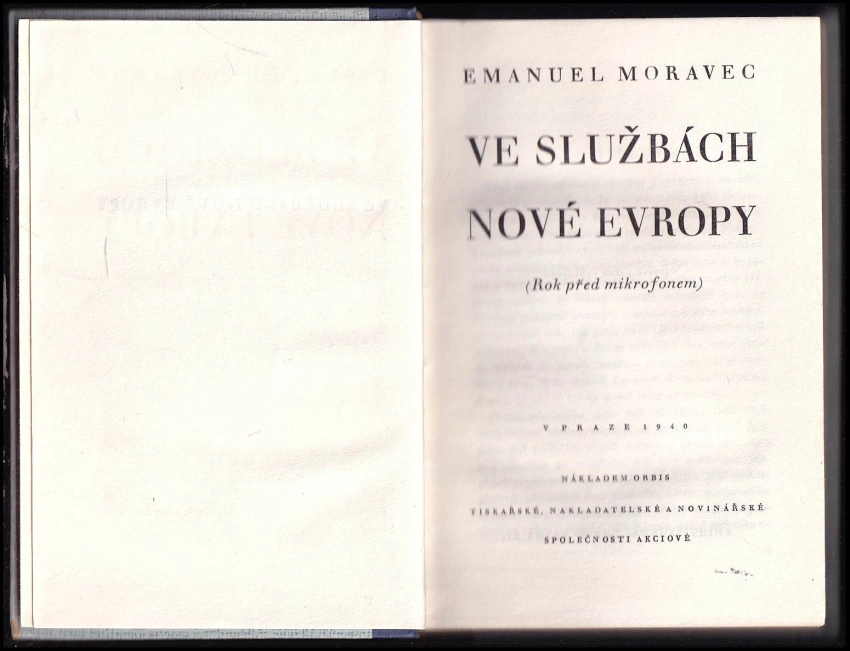 EMANUEL MORAVEC
VE SLUŽBÁCH
NOVÉ EVROPY
(Rok před mikrofonem)
V PRAZE 1940
NÁKLADEM ORBIS
TISKAŘSKÉ, NAKLADATELSKÉ A NOVINÁŘSKÉ
SPOLEČNOSTI AKCIOVÉ